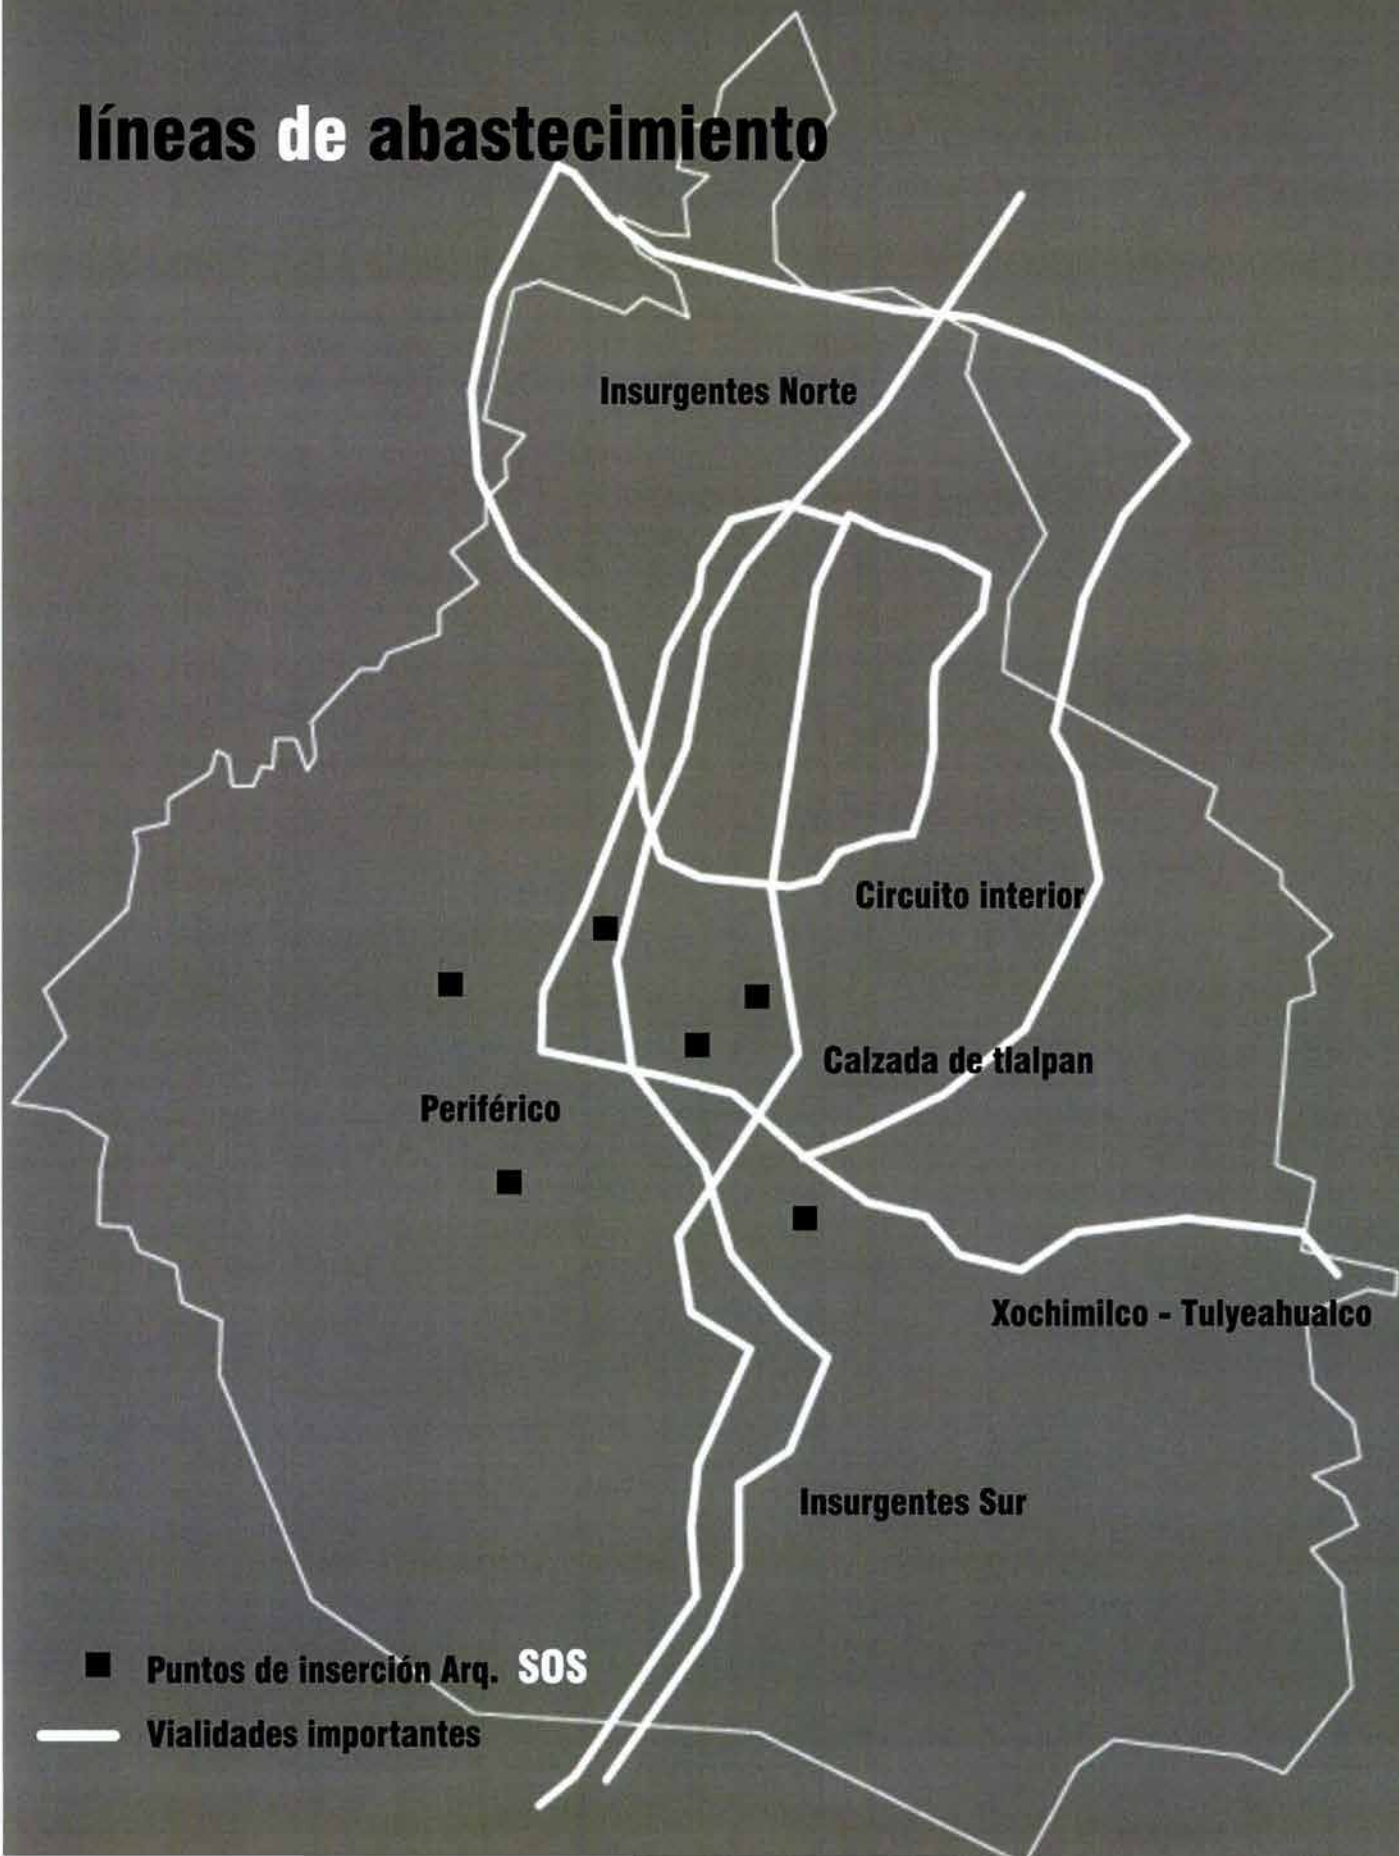 líneas de abastecimiento
Insurgentes Norte
Circuito interior
Calzada de tlalpan
Periférico
Xochimilco - Tulyeahualco
Insurgentes Sur
Puntos de inserción Arq. SOS
Vialidades importantes